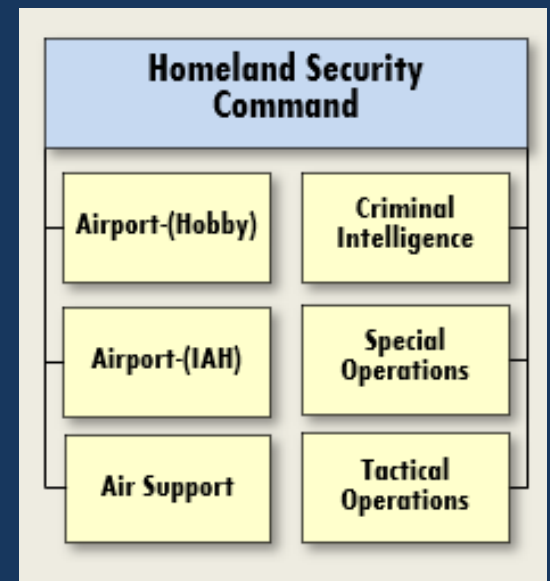 Homeland Security
Command
Airport-(Hobby)
Criminal
Intelligence
Airport-(IAH)
Special
Operations
Air Support
Tactical
Operations